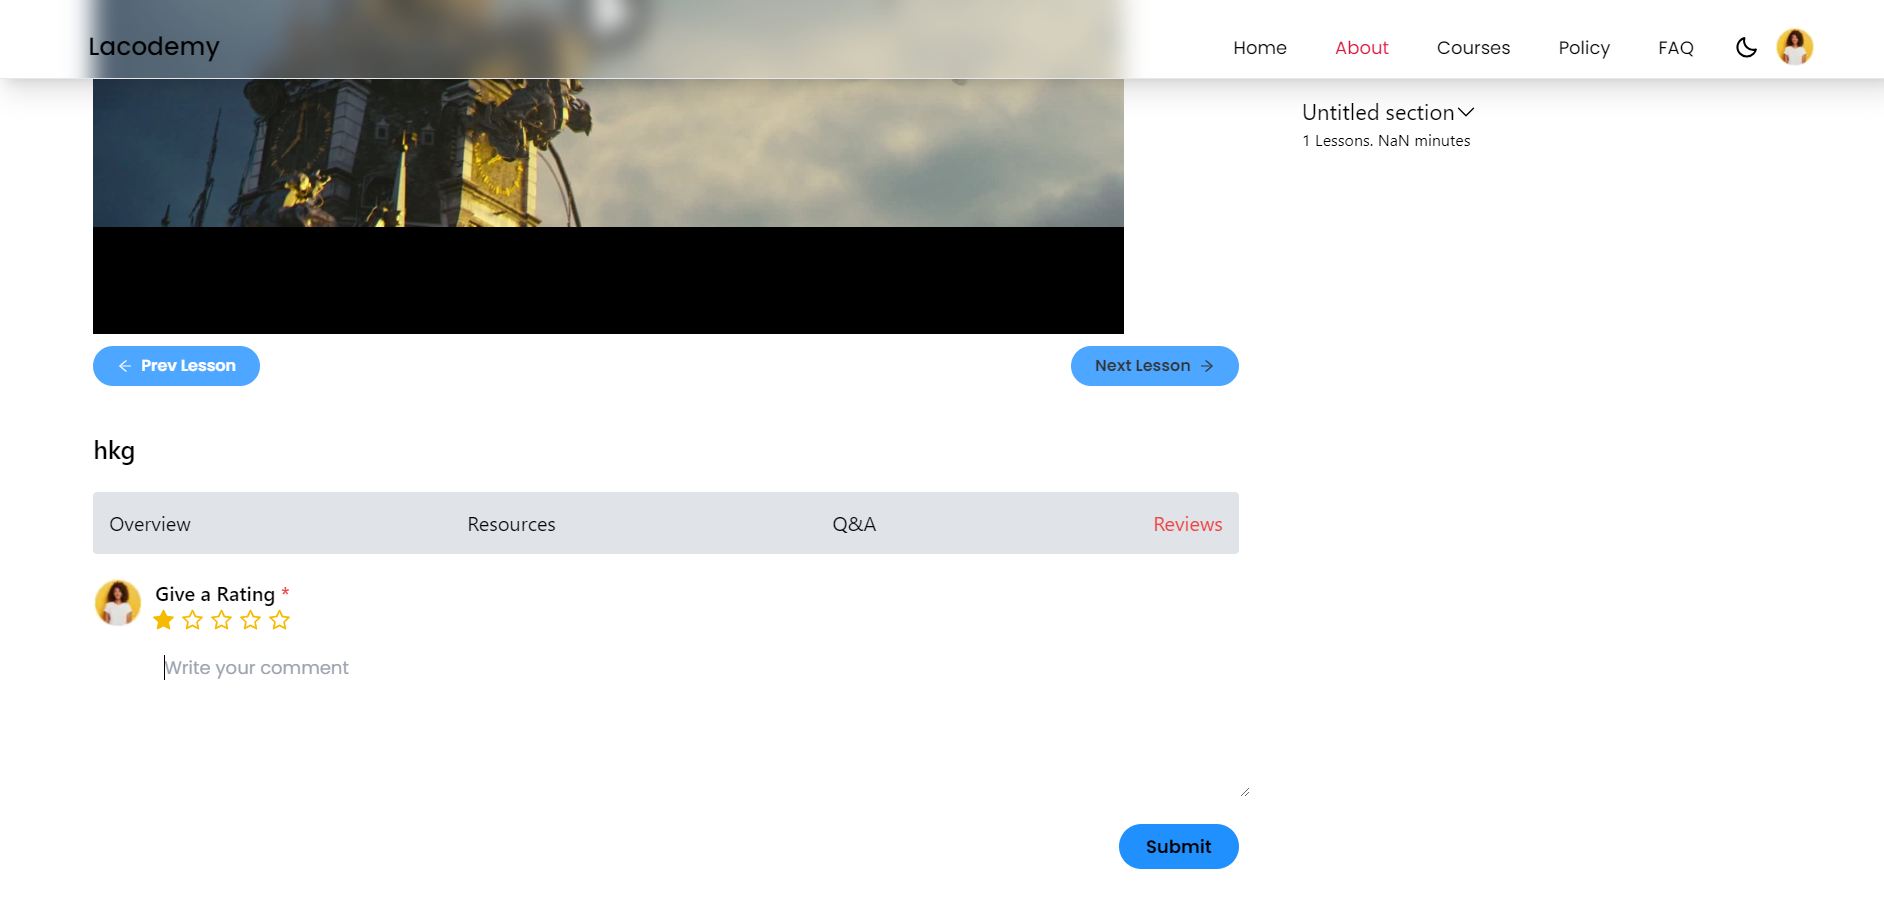 Lacodemy
Home About Courses Policy FAQ
Untitled section
1 Lessons. NaN minutes
Prev Lesson
Next Lesson
hkg
Overview Resources Q&A Reviews
Give a Rating *
Write your comment
Submit